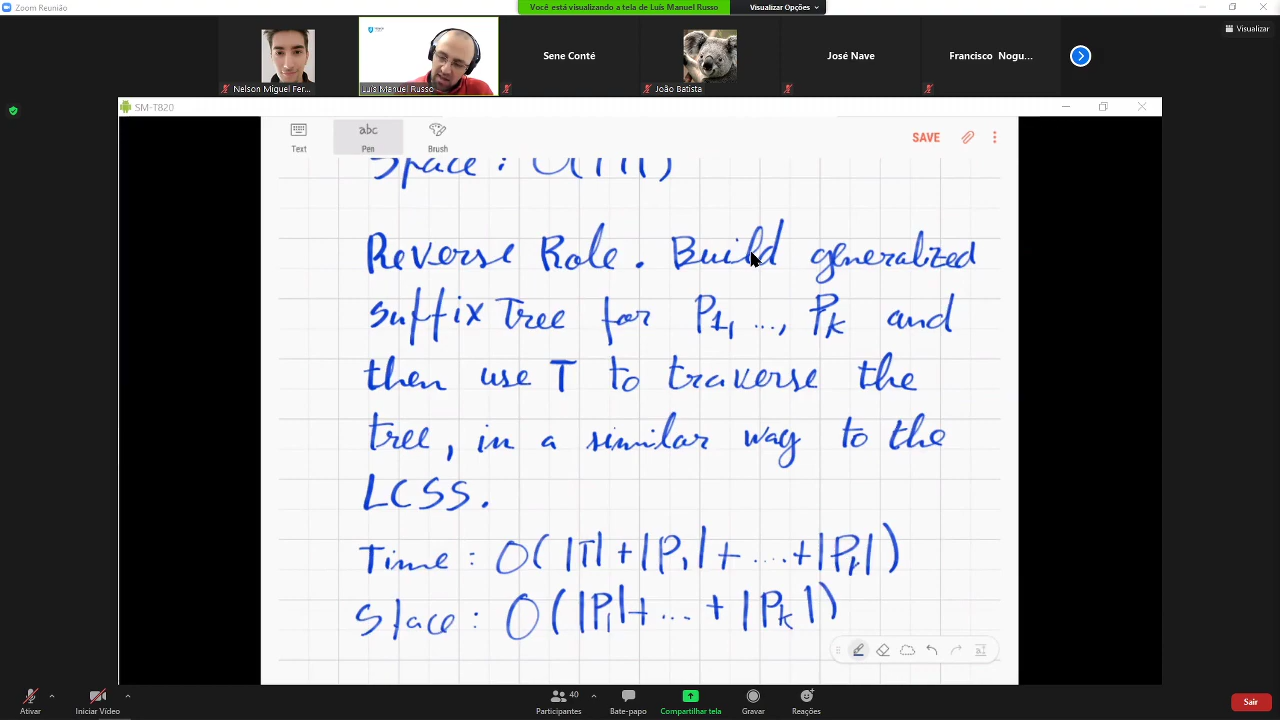 Zoom Reunião
Você está visualizando a tela de Luís Manuel Russo
Visualizar Opções
Visualizar
Nelson Miguel Fer...
Luís Manuel Russo
Sene Conté
João Batista
José Nave
Francisco Nogu...
SM-T820
Text
abc
Pen
Brush
SAVE
Space : O(|T|)
Reverse Role. Build generalized
suffix Tree for P1, ..., Pk and
then use T to traverse the
tree, in a similar way to the
LCSS.
Time : O( |T| + |P1| + ... + |Pk| )
Space : O( |P1| + ... + |Pk| )
Ativar
Iniciar Vídeo
40
Participantes
Bate-papo
Compartilhar tela
Gravar
Reações
Sair